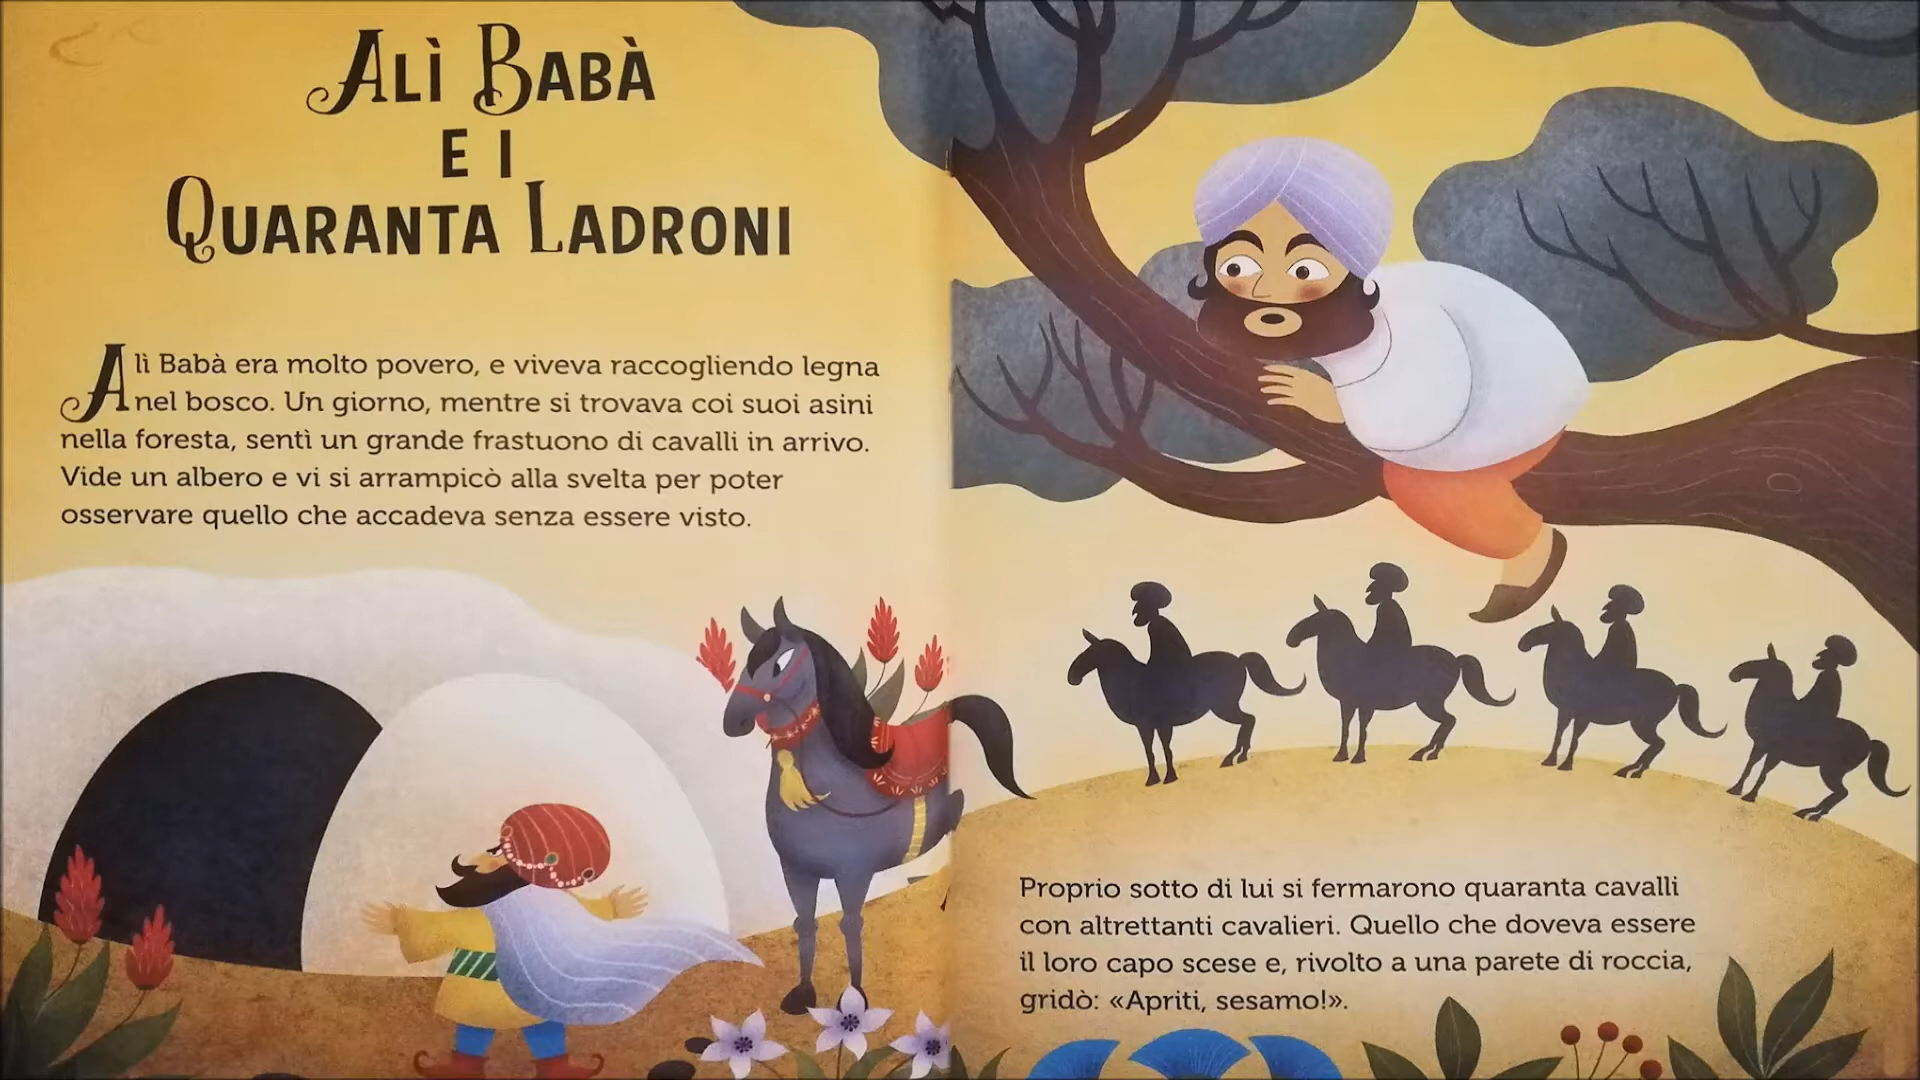 ALÌ BABÀ
E I
QUARANTA LADRONI
Alì Babà era molto povero, e viveva raccogliendo legna
nel bosco. Un giorno, mentre si trovava coi suoi asini
nella foresta, sentì un grande frastuono di cavalli in arrivo.
Vide un albero e vi si arrampicò alla svelta per poter
osservare quello che accadeva senza essere visto.
Proprio sotto di lui si fermarono quaranta cavalli
con altrettanti cavalieri. Quello che doveva essere
il loro capo scese e, rivolto a una parete di roccia,
gridò: «Apriti, sesamo!».